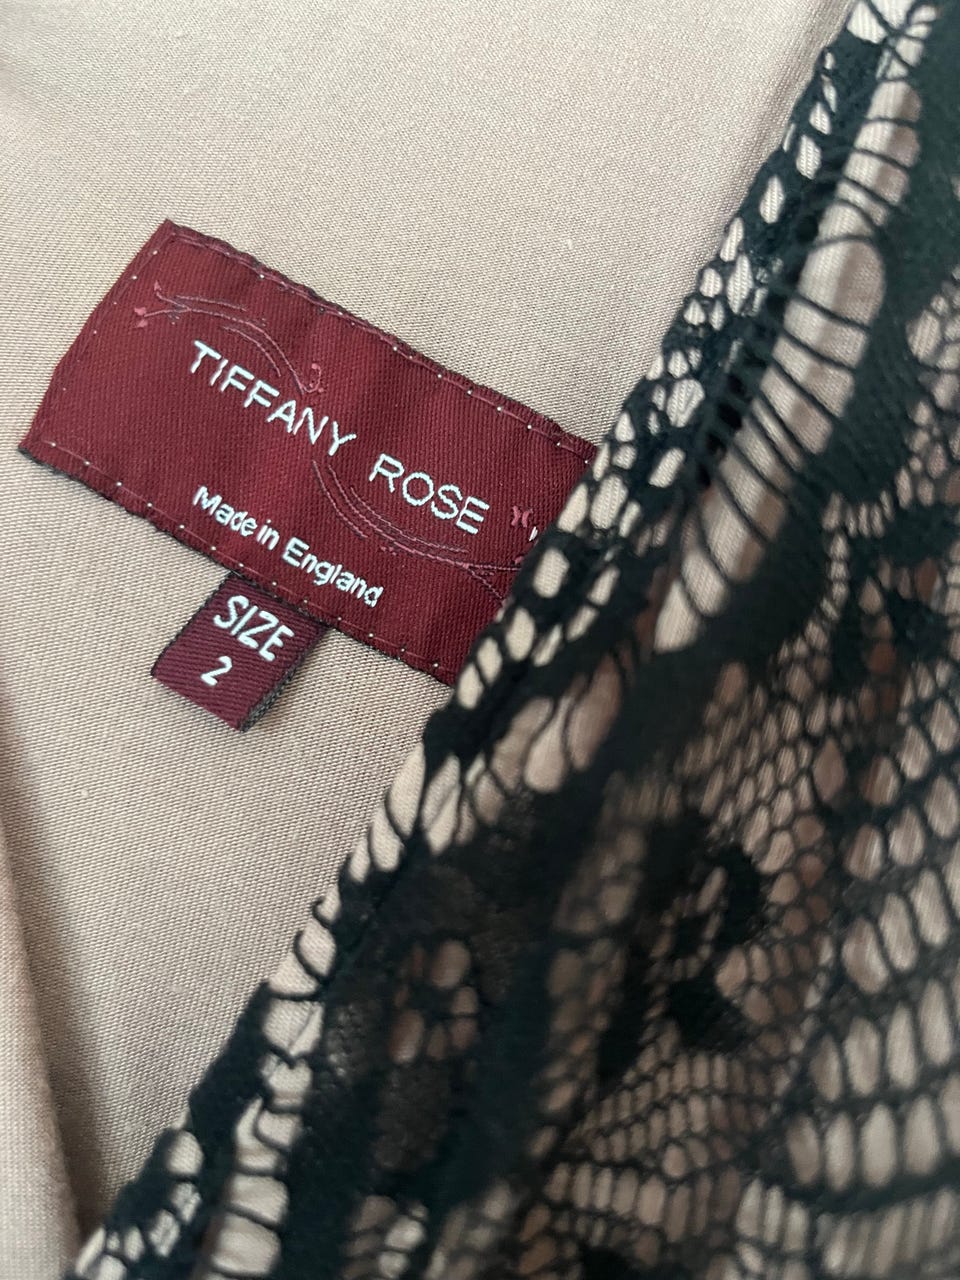 TIFFANY ROSE
Made in England
SIZE
2